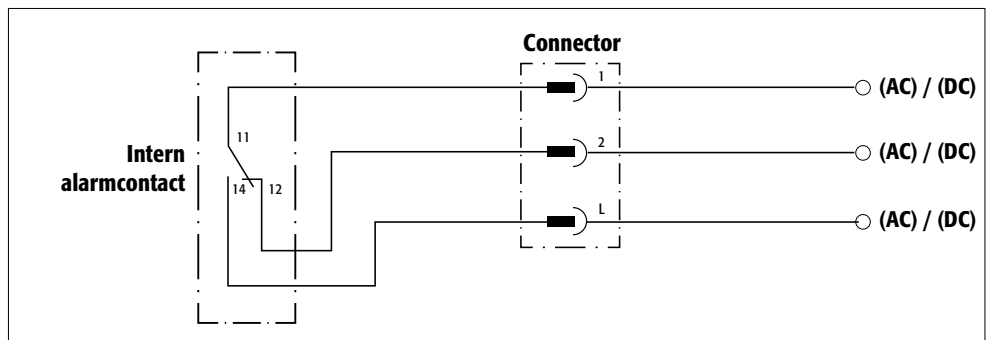 Connector
1
(AC) / (DC)
11
2
(AC) / (DC)
Intern
alarmcontact
14
12
L
(AC) / (DC)